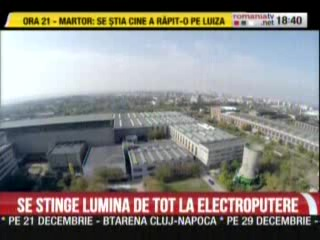 ORA 21 - MARTOR: SE ȘTIA CINE A RĂPIT-O PE LUIZA
romaniatv
.net
18:40
SE STINGE LUMINA DE TOT LA ELECTROPUTERE
* PE 21 DECEMBRIE - BTARENA CLUJ-NAPOCA * PE 29 DECEMBRIE -